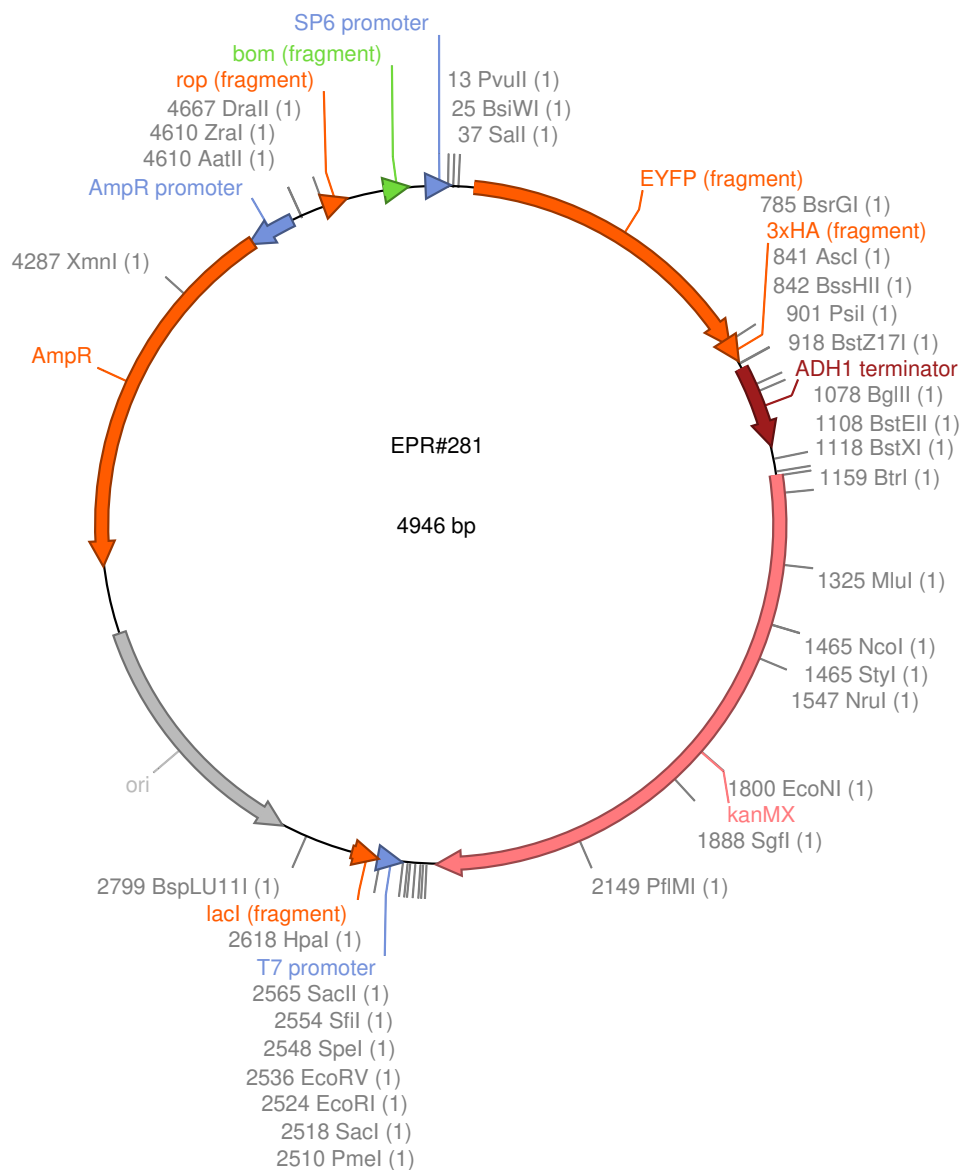 SP6 promoter
bom (fragment)
rop (fragment)
4667 DraII (1)
4610 ZraI (1)
4610 AatII (1)
AmpR promoter
4287 XmnI (1)
AmpR
13 PvuII (1)
25 BsiWI (1)
37 SalI (1)
EYFP (fragment)
785 BsrGI (1)
3xHA (fragment)
841 AscI (1)
842 BssHII (1)
901 PsiI (1)
918 BstZ17I (1)
ADH1 terminator
1078 BglII (1)
1108 BstEII (1)
1118 BstXI (1)
1159 BtrI (1)
EPR#281
4946 bp
1325 MluI (1)
1465 NcoI (1)
1465 StyI (1)
1547 NruI (1)
1800 EcoNI (1)
kanMX
1888 SgfI (1)
2149 PflMI (1)
ori
2799 BspLU11I (1)
lacI (fragment)
2618 HpaI (1)
T7 promoter
2565 SacII (1)
2554 SfiI (1)
2548 SpeI (1)
2536 EcoRV (1)
2524 EcoRI (1)
2518 SacI (1)
2510 PmeI (1)